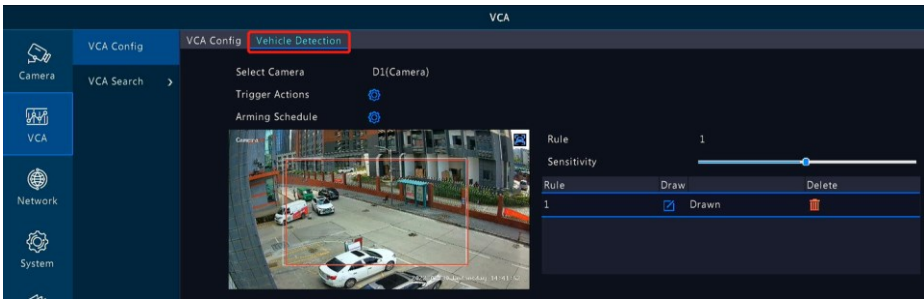 VCA
Camera
VCA
Network
System
VCA Config
VCA Search >
VCA Config Vehicle Detection
Select Camera D1(Camera)
Trigger Actions
Arming Schedule
Camera
Rule 1
Sensitivity
Rule Draw Delete
1 Drawn